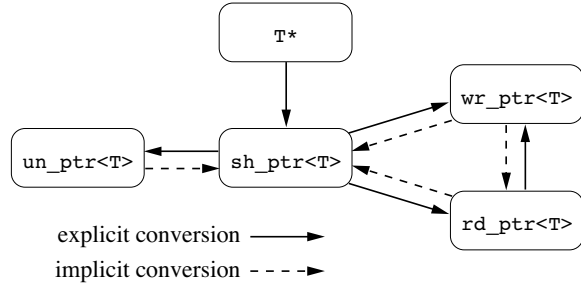 T*
wr_ptr<T>
un_ptr<T>
sh_ptr<T>
rd_ptr<T>
explicit conversion
implicit conversion